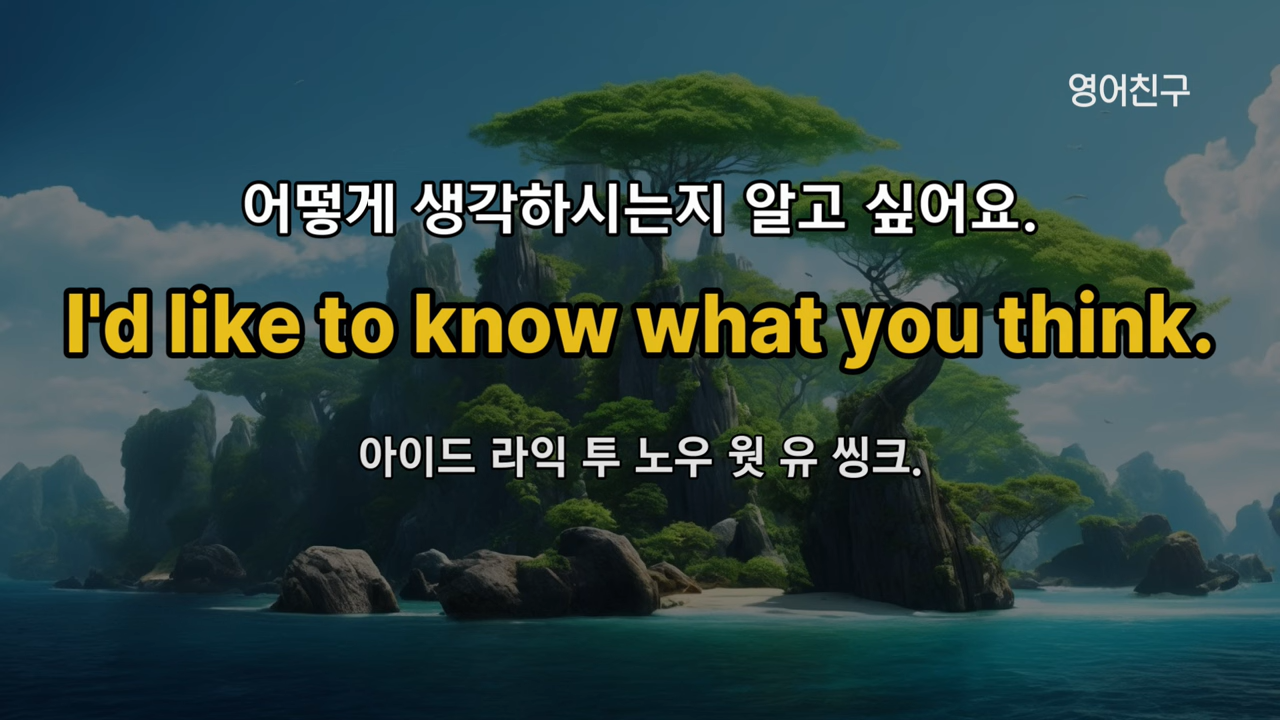 영어친구
어떻게 생각하시는지 알고 싶어요.
I'd like to know what you think.
아이드 라익 투 노우 웟 유 씽크.